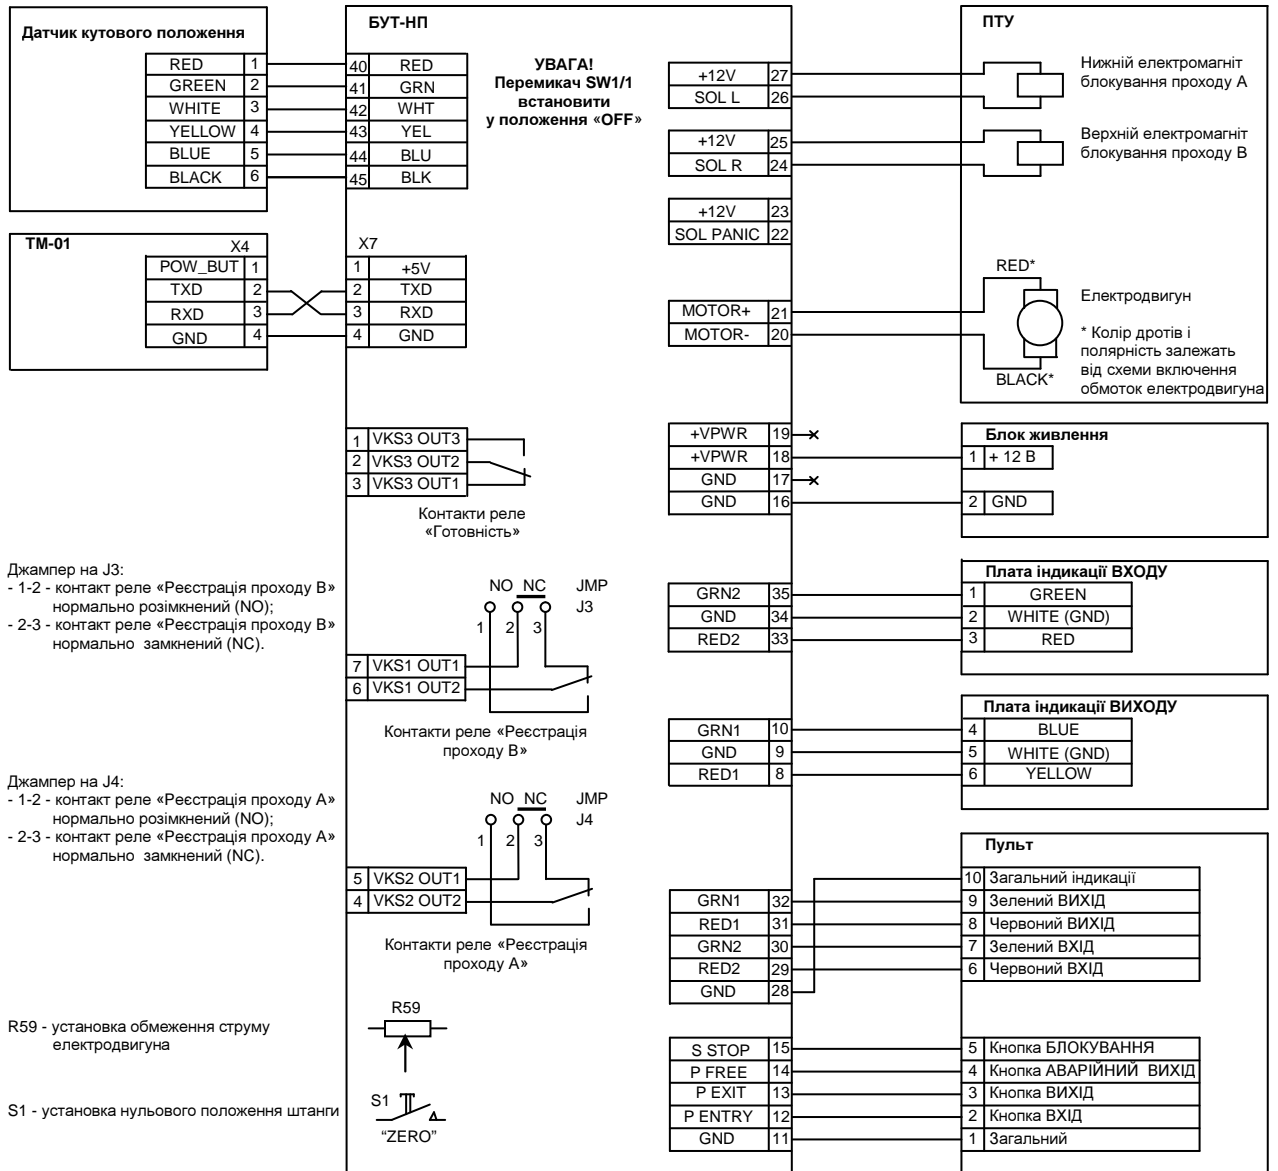 Датчик кутового положення
RED 1
GREEN 2
WHITE 3
YELLOW 4
BLUE 5
BLACK 6
БУТ-НП
40 RED
41 GRN
42 WHT
43 YEL
44 BLU
45 BLK
УВАГА!
Перемикач SW1/1
встановити
у положення «OFF»
+12V 27
SOL L 26
+12V 25
SOL R 24
+12V 23
SOL PANIC 22
MOTOR+ 21
MOTOR- 20
ПТУ
Нижній електромагніт
блокування проходу А
Верхній електромагніт
блокування проходу В
RED*
BLACK*
Електродвигун
* Колір дротів і
полярність залежать
від схеми включення
обмоток електродвигуна
ТМ-01
X4
POW_BUT 1
TXD 2
RXD 3
GND 4
X7
1 +5V
2 TXD
3 RXD
4 GND
1 VKS3 OUT3
2 VKS3 OUT2
3 VKS3 OUT1
Контакти реле
«Готовність»
+VPWR 19
+VPWR 18
GND 17
GND 16
Блок живлення
1 + 12 В
2 GND
Джампер на J3:
- 1-2 - контакт реле «Реєстрація проходу В»
нормально розімкнений (NO);
- 2-3 - контакт реле «Реєстрація проходу В»
нормально замкнений (NC).
NO NC JMP
J3
1 2 3
7 VKS1 OUT1
6 VKS1 OUT2
Контакти реле «Реєстрація
проходу В»
GRN2 35
GND 34
RED2 33
Плата індикації ВХОДУ
1 GREEN
2 WHITE (GND)
3 RED
GRN1 10
GND 9
RED1 8
Плата індикації ВИХОДУ
4 BLUE
5 WHITE (GND)
6 YELLOW
Джампер на J4:
- 1-2 - контакт реле «Реєстрація проходу А»
нормально розімкнений (NO);
- 2-3 - контакт реле «Реєстрація проходу А»
нормально замкнений (NC).
NO NC JMP
J4
1 2 3
5 VKS2 OUT1
4 VKS2 OUT2
Контакти реле «Реєстрація
проходу А»
GRN1 32
RED1 31
GRN2 30
RED2 29
GND 28
Пульт
10 Загальний індикації
9 Зелений ВИХІД
8 Червоний ВИХІД
7 Зелений ВХІД
6 Червоний ВХІД
R59 - установка обмеження струму
електродвигуна
R59
S1 - установка нульового положення штанги
S1
“ZERO”
S STOP 15
P FREE 14
P EXIT 13
P ENTRY 12
GND 11
5 Кнопка БЛОКУВАННЯ
4 Кнопка АВАРІЙНИЙ ВИХІД
3 Кнопка ВИХІД
2 Кнопка ВХІД
1 Загальний